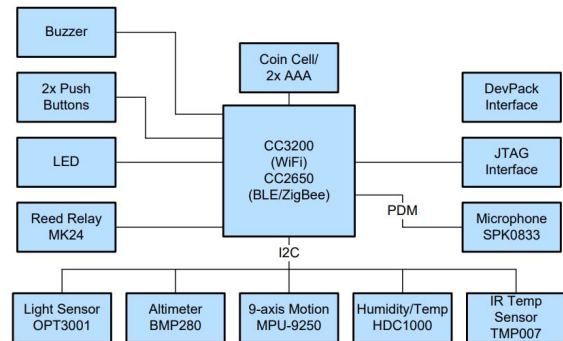 Buzzer
Coin Cell/
2x AAA
2x Push
Buttons
DevPack
Interface
LED
CC3200
(WiFi)
CC2650
(BLE/ZigBee)
JTAG
Interface
Reed Relay
MK24
PDM
Microphone
SPK0833
I2C
Light Sensor
OPT3001
Altimeter
BMP280
9-axis Motion
MPU-9250
Humidity/Temp
HDC1000
IR Temp
Sensor
TMP007